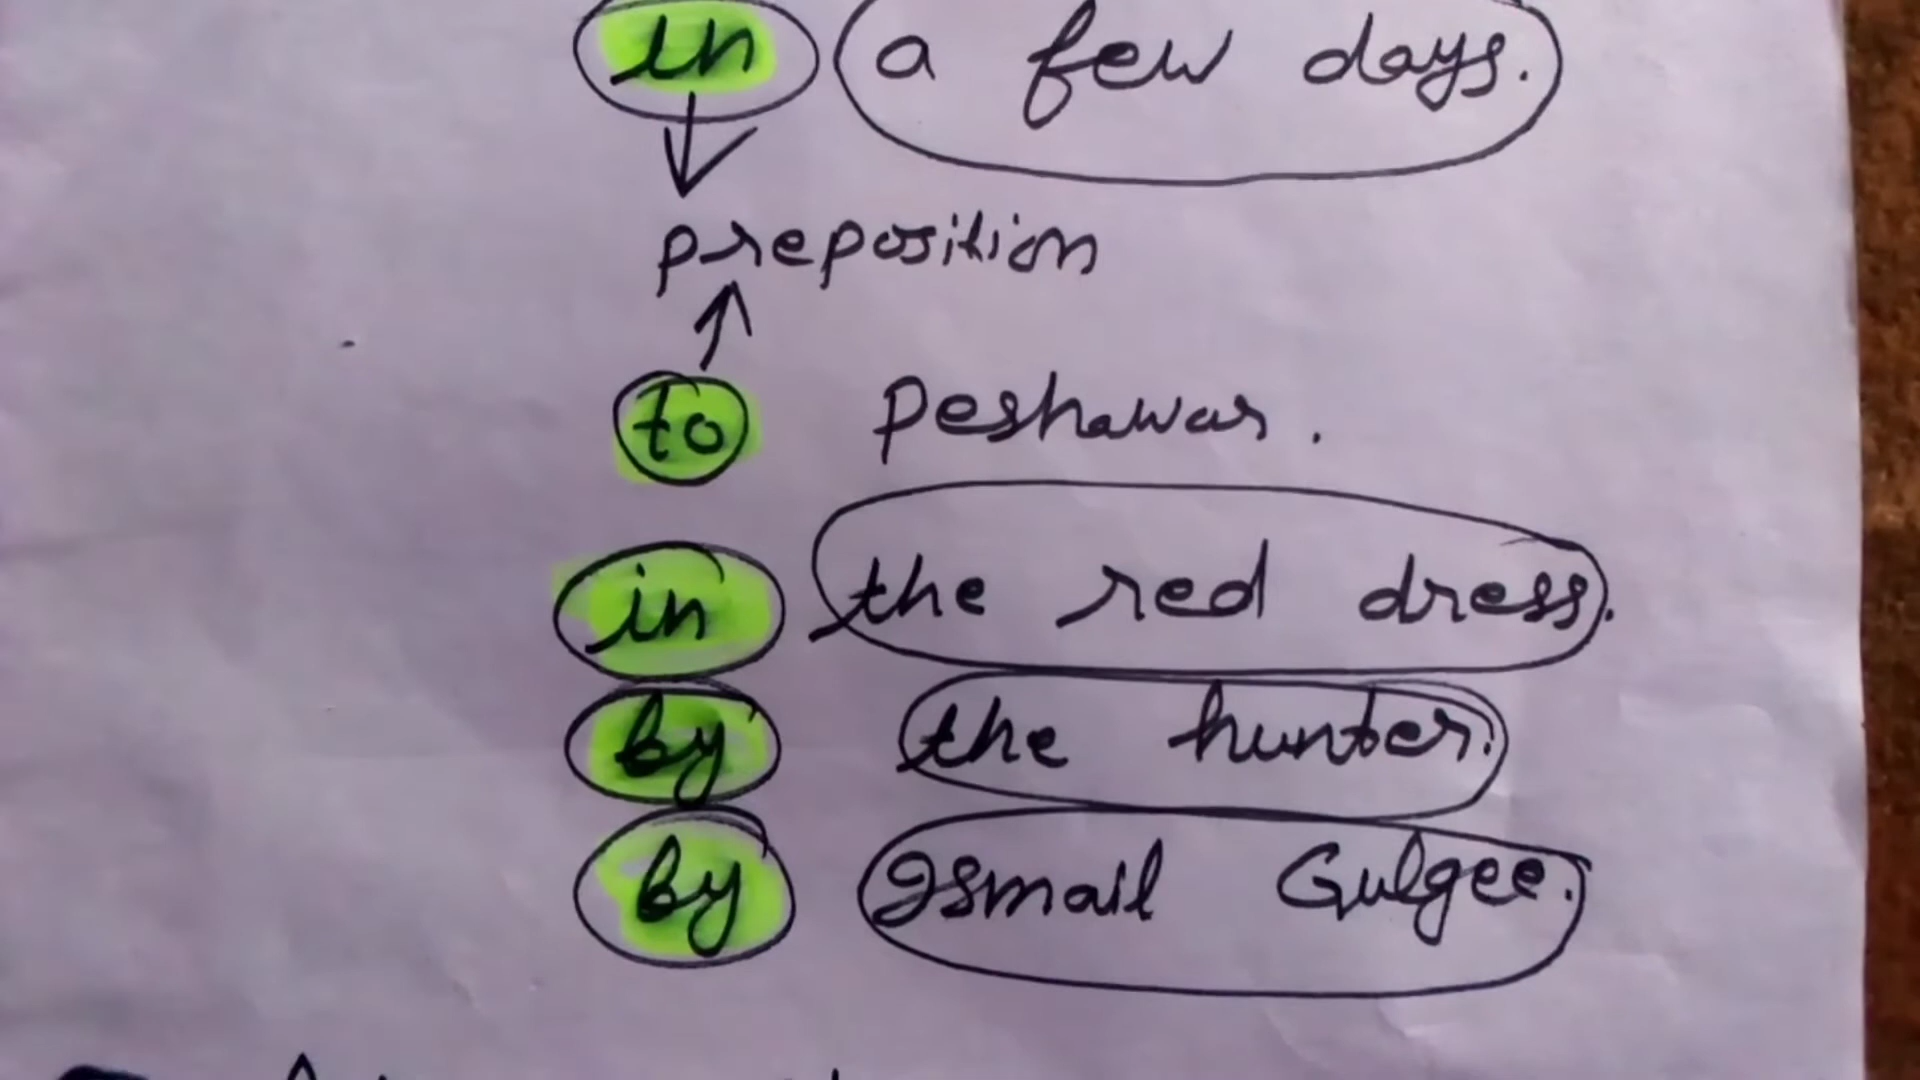 in a few days.
preposition
to Peshawar.
in the red dress.
by the hunter.
by Ismail Gulgee.